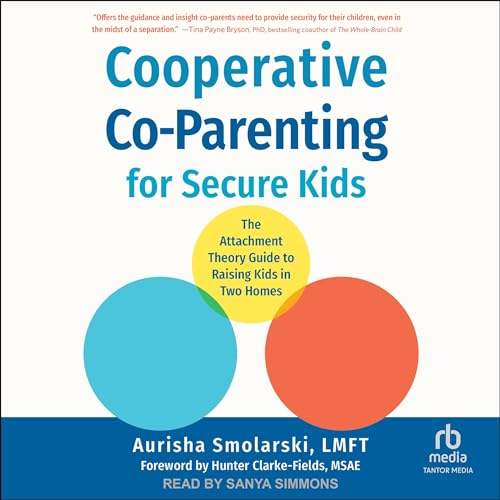 "Offers the guidance and insight co-parents need to provide security for their children, even in
the midst of a separation." —Tina Payne Bryson, PhD, bestselling coauthor of The Whole-Brain Child
Cooperative
Co-Parenting
for Secure Kids
The
Attachment
Theory Guide to
Raising Kids in
Two Homes
Aurisha Smolarski, LMFT
Foreword by Hunter Clarke-Fields, MSAE
READ BY SANYA SIMMONS
rb
media
TANTOR MEDIA